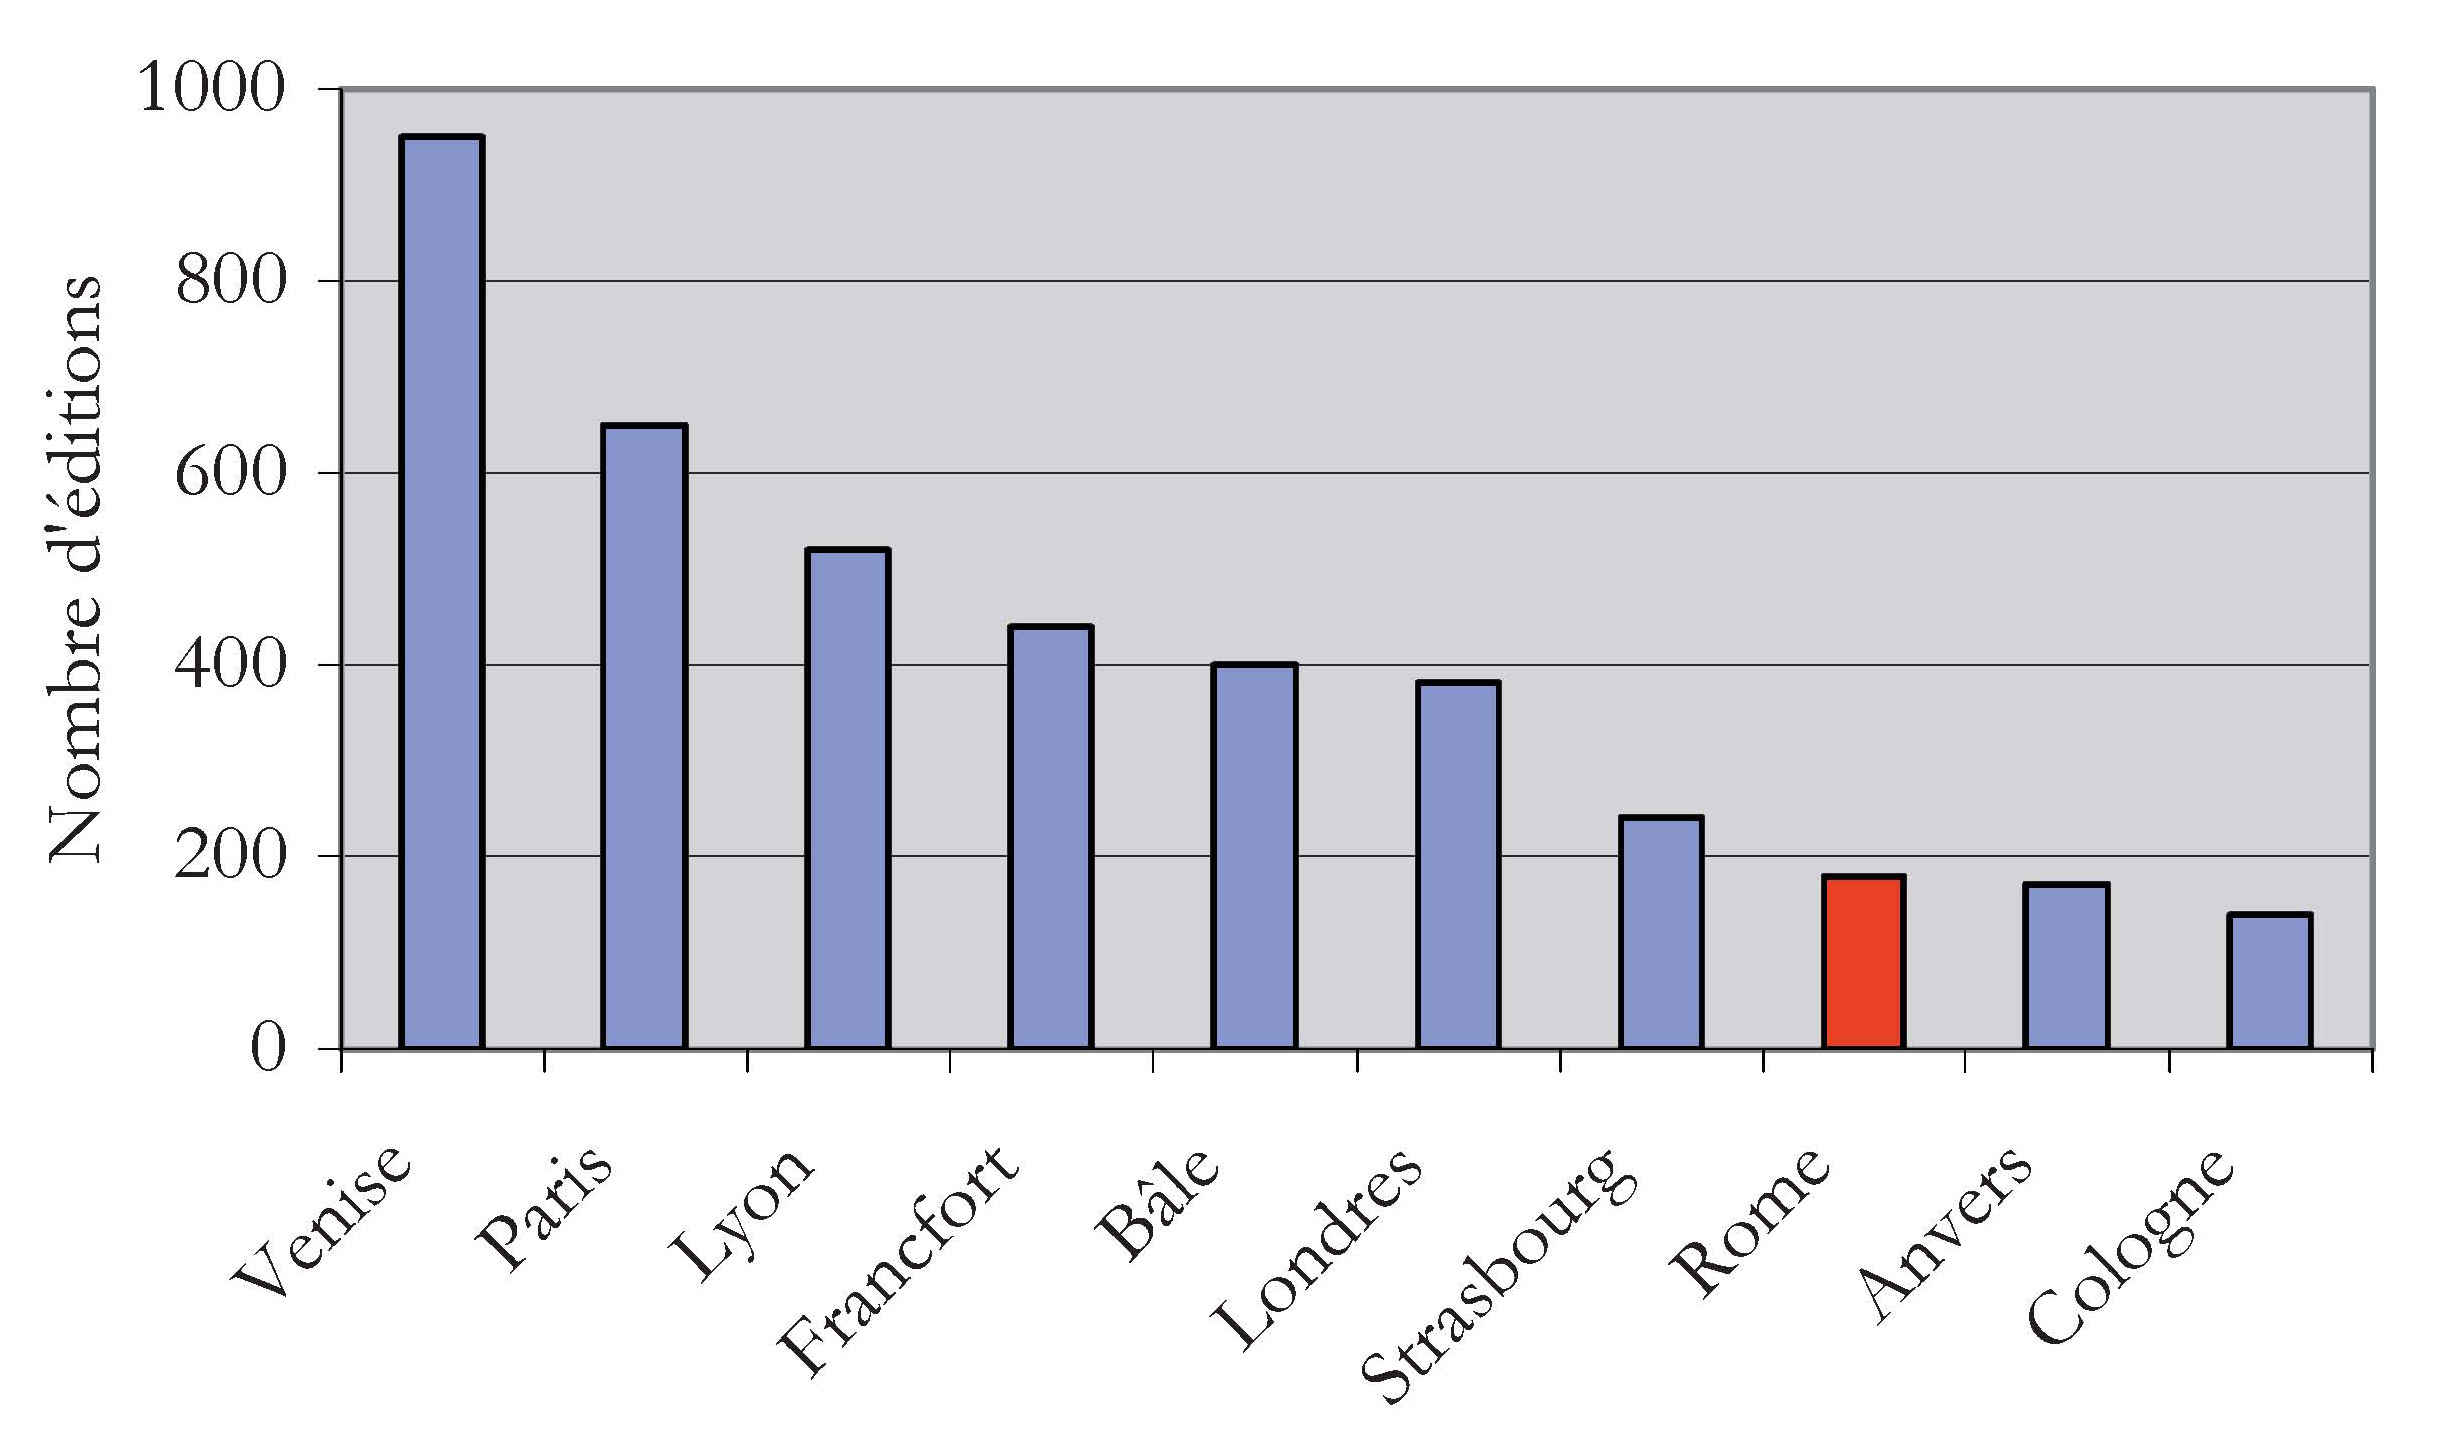 Nombre d'éditions
1000
800
600
400
200
0
Venise
Paris
Lyon
Francfort
Bâle
Londres
Strasbourg
Rome
Anvers
Cologne